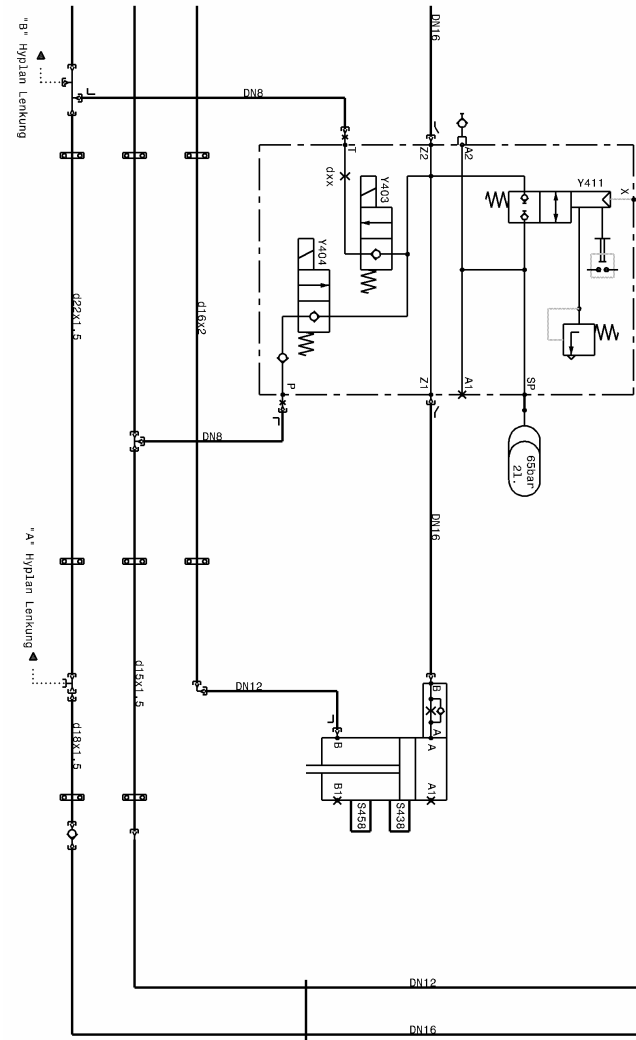 "B" Hyplan Lenkung
DN16
DN8
T
Z2
A2
dxx
Y403
Y411
X
Y404
d22x1.5
d16x2
P
Z1
A1
SP
DN8
65bar
2l.
DN16
"A" Hyplan Lenkung
d15x1.5
DN12
B
A
B
A
d18x1.5
B1
A1
S458
S438
DN12
DN16